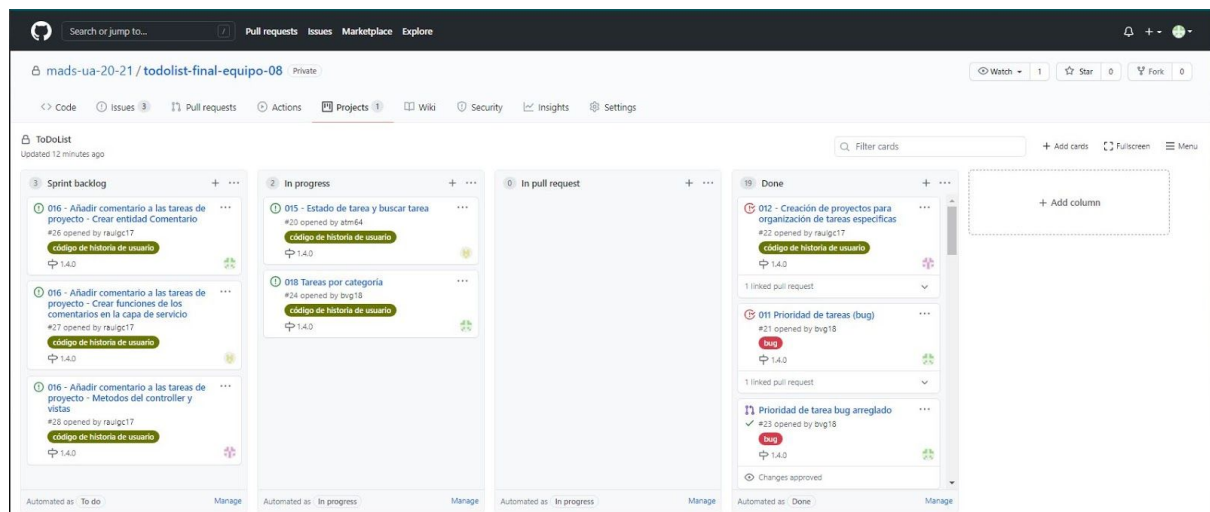 Search or jump to... /
Pull requests Issues Marketplace Explore
mads-ua-20-21 / todolist-final-equipo-08 Private
Watch 1 Star 0 Fork 0
Code Issues 3 Pull requests Actions Projects 1 Wiki Security Insights Settings
ToDoList
Updated 12 minutes ago
Filter cards
+ Add cards Fullscreen Menu
3 Sprint backlog
016 - Añadir comentario a las tareas de
proyecto - Crear entidad Comentario
#26 opened by raulgc17
código de historia de usuario
1.4.0
016 - Añadir comentario a las tareas de
proyecto - Crear funciones de los
comentarios en la capa de servicio
#27 opened by raulgc17
código de historia de usuario
1.4.0
016 - Añadir comentario a las tareas de
proyecto - Metodos del controller y
vistas
#28 opened by raulgc17
código de historia de usuario
1.4.0
Automated as To do Manage
2 In progress
015 - Estado de tarea y buscar tarea
#20 opened by atm64
código de historia de usuario
1.4.0
018 Tareas por categoría
#24 opened by bvg18
código de historia de usuario
1.4.0
Automated as In progress Manage
0 In pull request
Automated as In progress Manage
19 Done
012 - Creación de proyectos para
organización de tareas especificas
#22 opened by raulgc17
código de historia de usuario
1.4.0
1 linked pull request
011 Prioridad de tareas (bug)
#21 opened by bvg18
bug
1.4.0
1 linked pull request
Prioridad de tarea bug arreglado
#23 opened by bvg18
bug
1.4.0
Changes approved
Automated as Done Manage
+ Add column